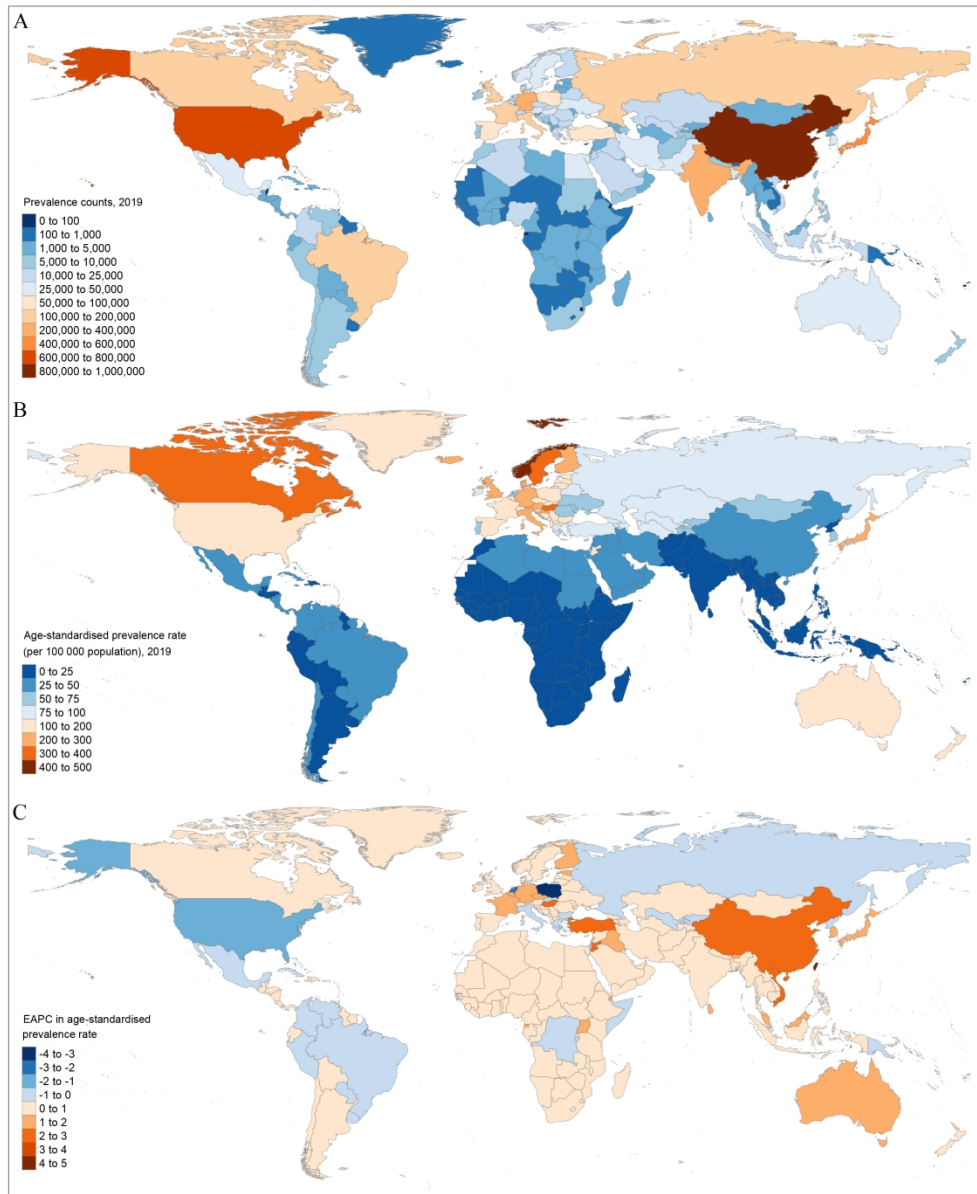 A
Prevalence counts, 2019
0 to 100
100 to 1,000
1,000 to 5,000
5,000 to 10,000
10,000 to 25,000
25,000 to 50,000
50,000 to 100,000
100,000 to 200,000
200,000 to 400,000
400,000 to 600,000
600,000 to 800,000
800,000 to 1,000,000
B
Age-standardised prevalence rate
(per 100 000 population), 2019
0 to 25
25 to 50
50 to 75
75 to 100
100 to 200
200 to 300
300 to 400
400 to 500
C
EAPC in age-standardised
prevalence rate
-4 to -3
-3 to -2
-2 to -1
-1 to 0
0 to 1
1 to 2
2 to 3
3 to 4
4 to 5